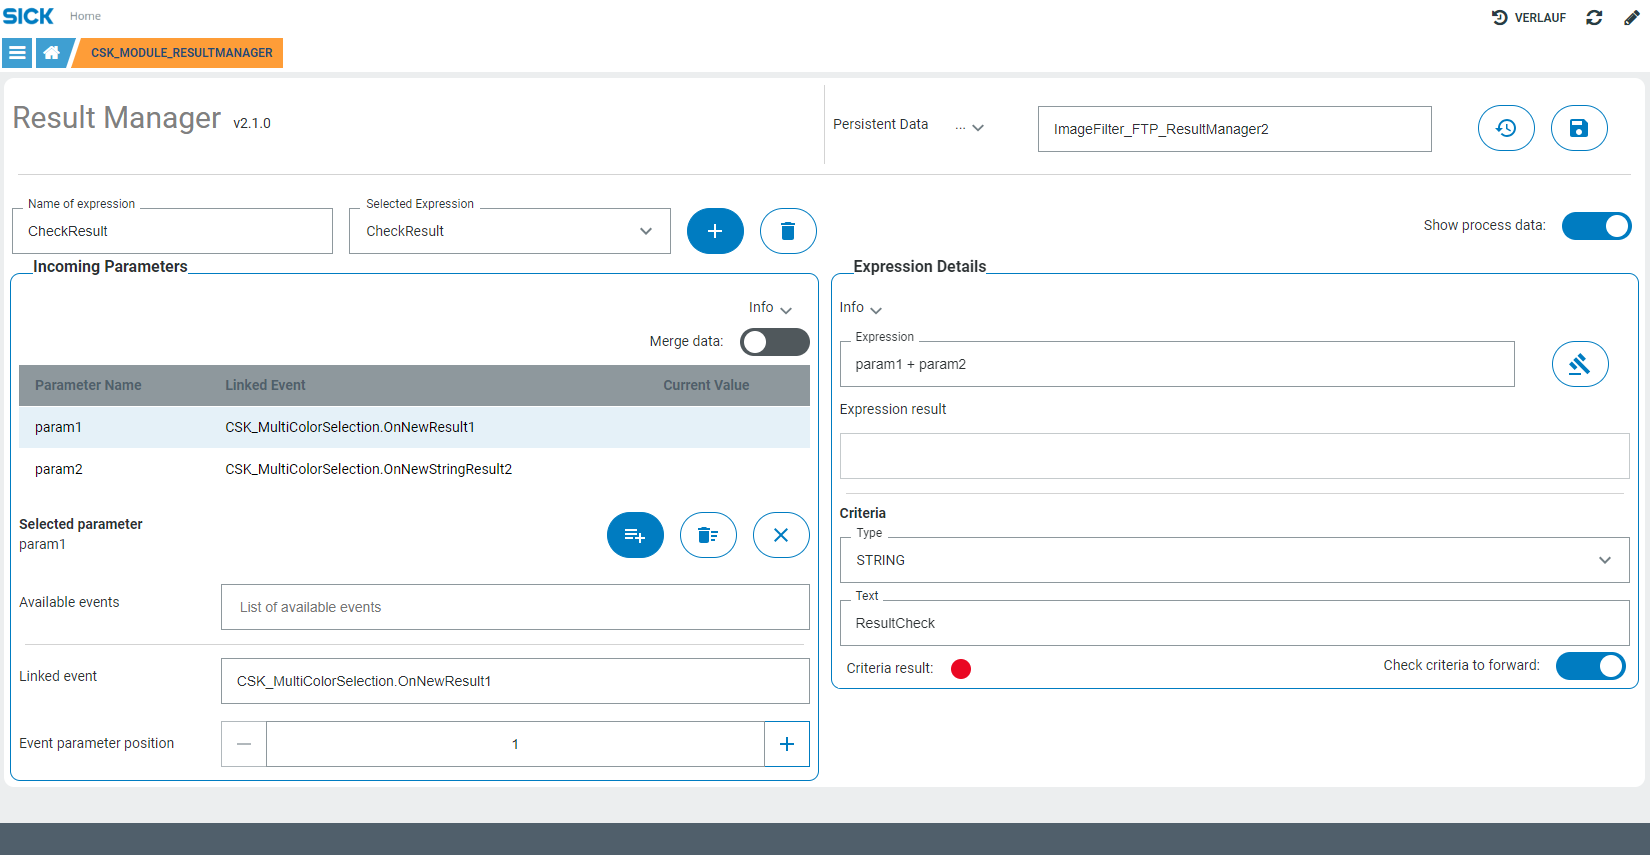 SICK
Home
VERLAUF
CSK_MODULE_RESULTMANAGER
Result Manager v2.1.0
Persistent Data
...
ImageFilter_FTP_ResultManager2
Name of expression
CheckResult
Selected Expression
CheckResult
Show process data:
Incoming Parameters
Info
Merge data:
Parameter Name Linked Event Current Value
param1 CSK_MultiColorSelection.OnNewResult1
param2 CSK_MultiColorSelection.OnNewStringResult2
Selected parameter
param1
Available events
List of available events
Linked event
CSK_MultiColorSelection.OnNewResult1
Event parameter position
1
Expression Details
Info
Expression
param1 + param2
Expression result
Criteria
Type
STRING
Text
ResultCheck
Criteria result:
Check criteria to forward: